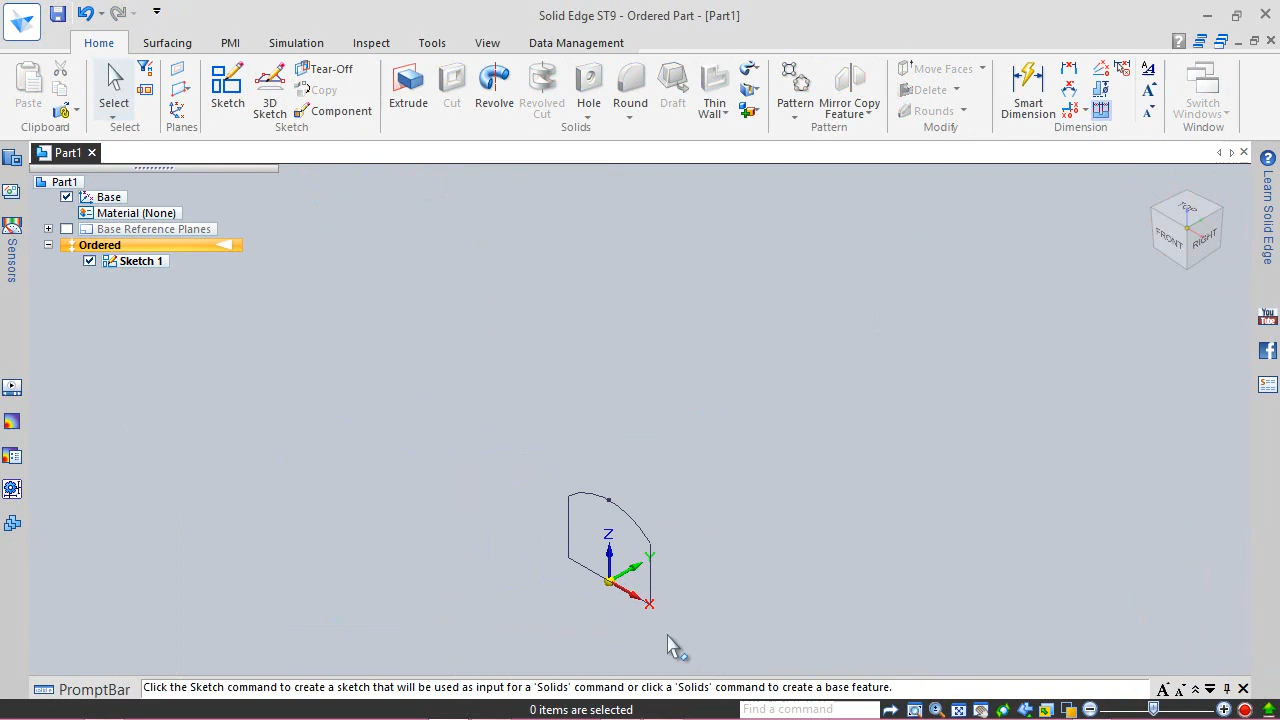 Solid Edge ST9 - Ordered Part - [Part1]
Home Surfacing PMI Simulation Inspect Tools View Data Management
Paste
Clipboard
Select
Select
Planes
Sketch
3D Sketch
Tear-Off
Copy
Component
Sketch
Extrude
Cut
Revolve
Revolved Cut
Hole
Round
Draft
Thin Wall
Solids
Pattern
Mirror Copy Feature
Pattern
Move Faces
Delete
Rounds
Modify
Smart Dimension
Dimension
Switch Windows
Window
Part1
Part1
Base
Material (None)
Base Reference Planes
Ordered
Sketch 1
Sensors
TOP
FRONT
RIGHT
Learn Solid Edge
You
Tube
Z
Y
X
PromptBar
Click the Sketch command to create a sketch that will be used as input for a 'Solids' command or click a 'Solids' command to create a base feature.
0 items are selected
Find a command